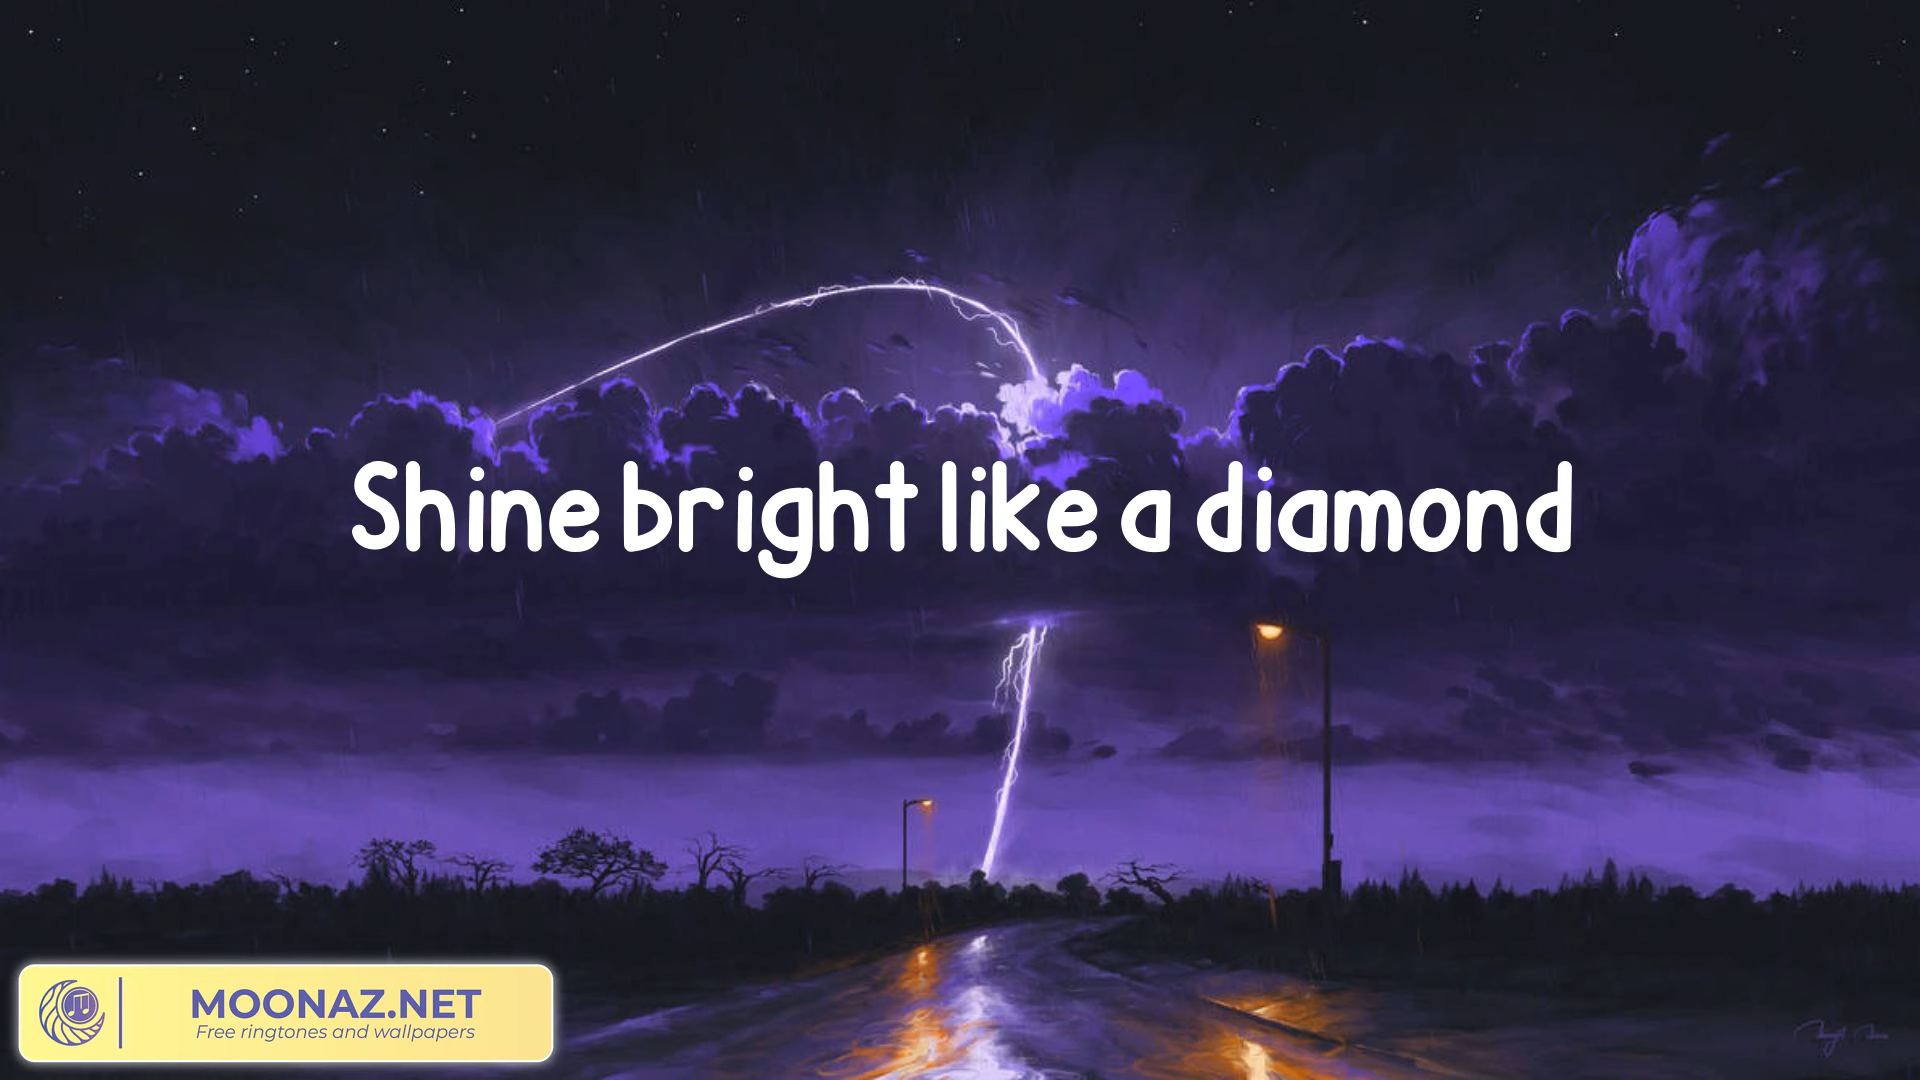 Shine bright like a diamond
MOONAZ.NET
Free ringtones and wallpapers